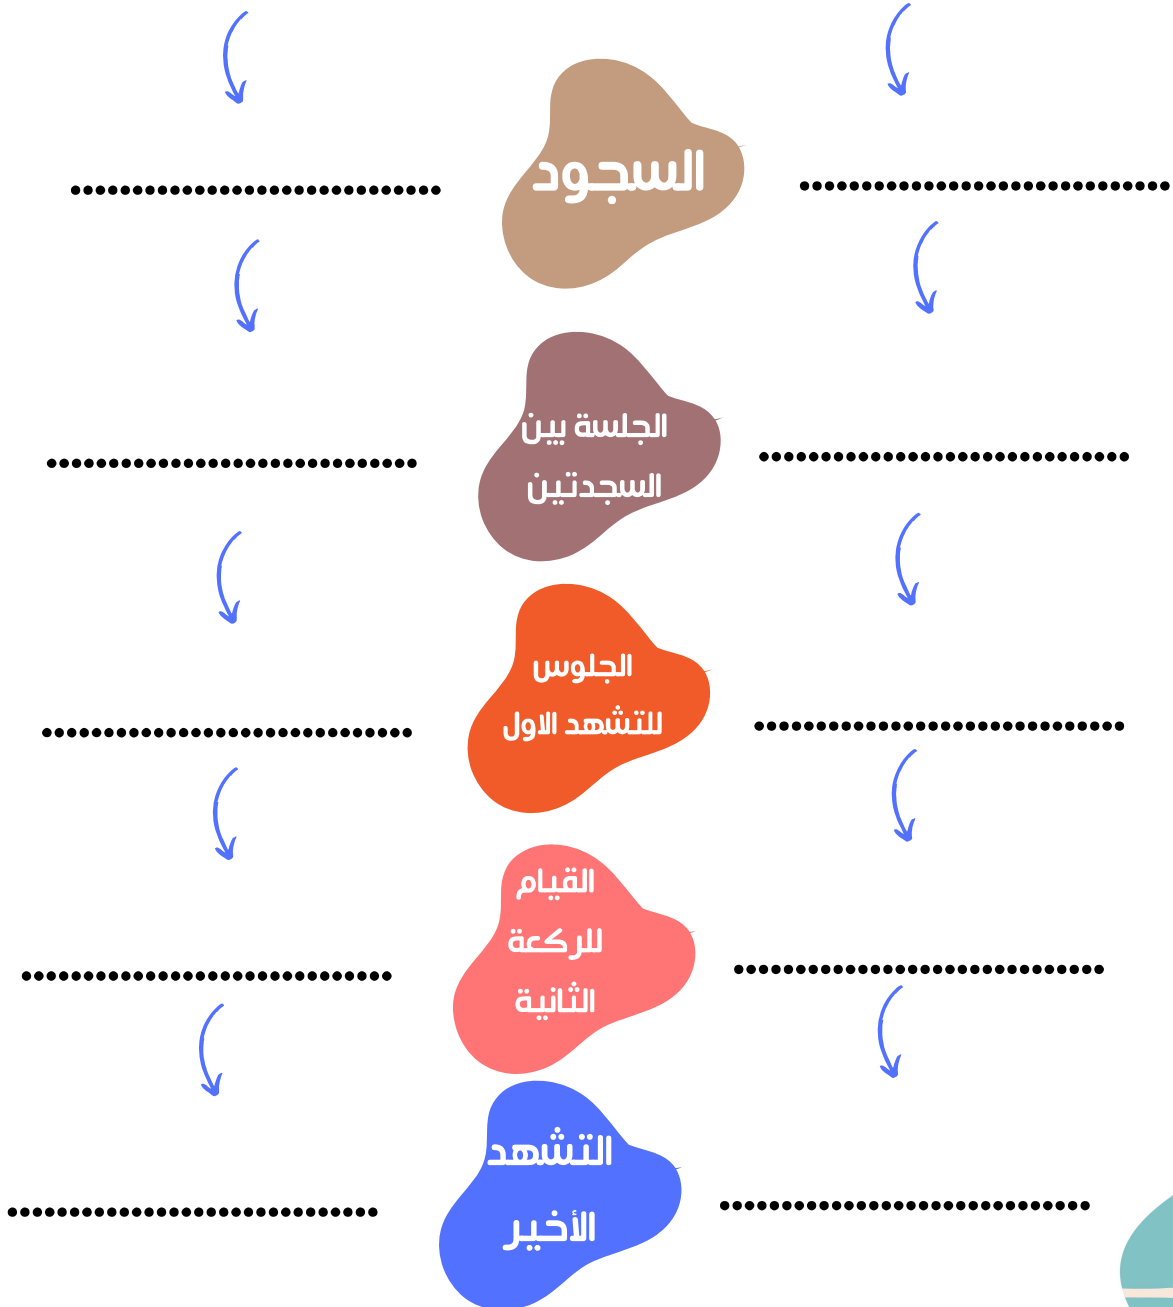 السجود
الجلسة بين
السجدتين
الجلوس
للتشهد الاول
القيام
للركعة
الثانية
التشهد
الأخير